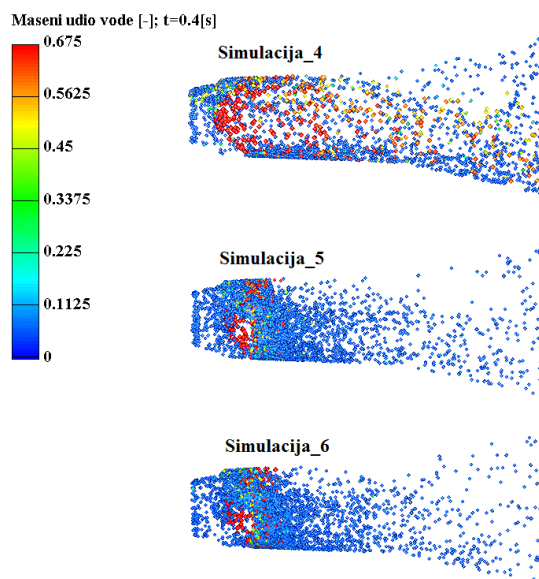 Maseni udio vode [-]; t=0.4[s]
0.675
0.5625
0.45
0.3375
0.225
0.1125
0
Simulacija_4
Simulacija_5
Simulacija_6